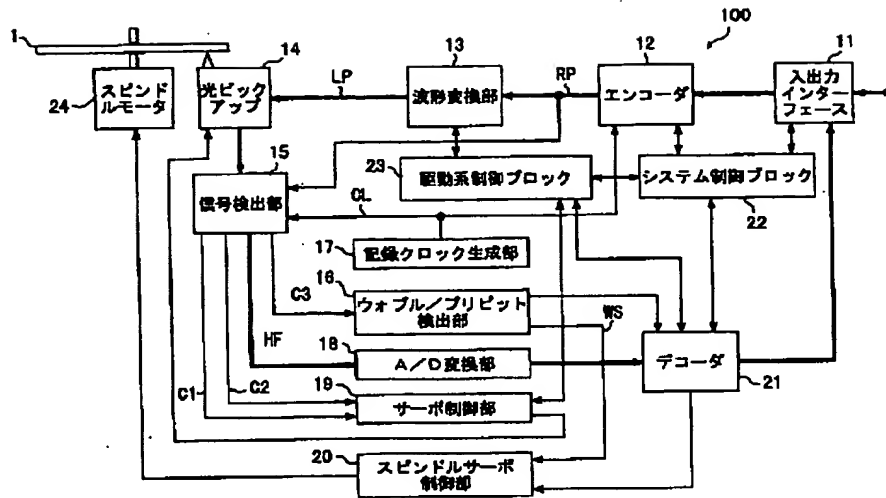 100
1
14
13
12
11
LP
RP
スピンド
ルモータ
24
光ピック
アップ
波形変換部
エンコーダ
入出力
インター
フェース
15
信号検出部
23
駆動系制御ブロック
システム制御ブロック
22
CL
17
記録クロック生成部
16
C3
ウォブル/プリピット
検出部
WS
HF
18
A/D変換部
デコーダ
21
C1
C2
19
サーボ制御部
20
スピンドルサーボ
制御部